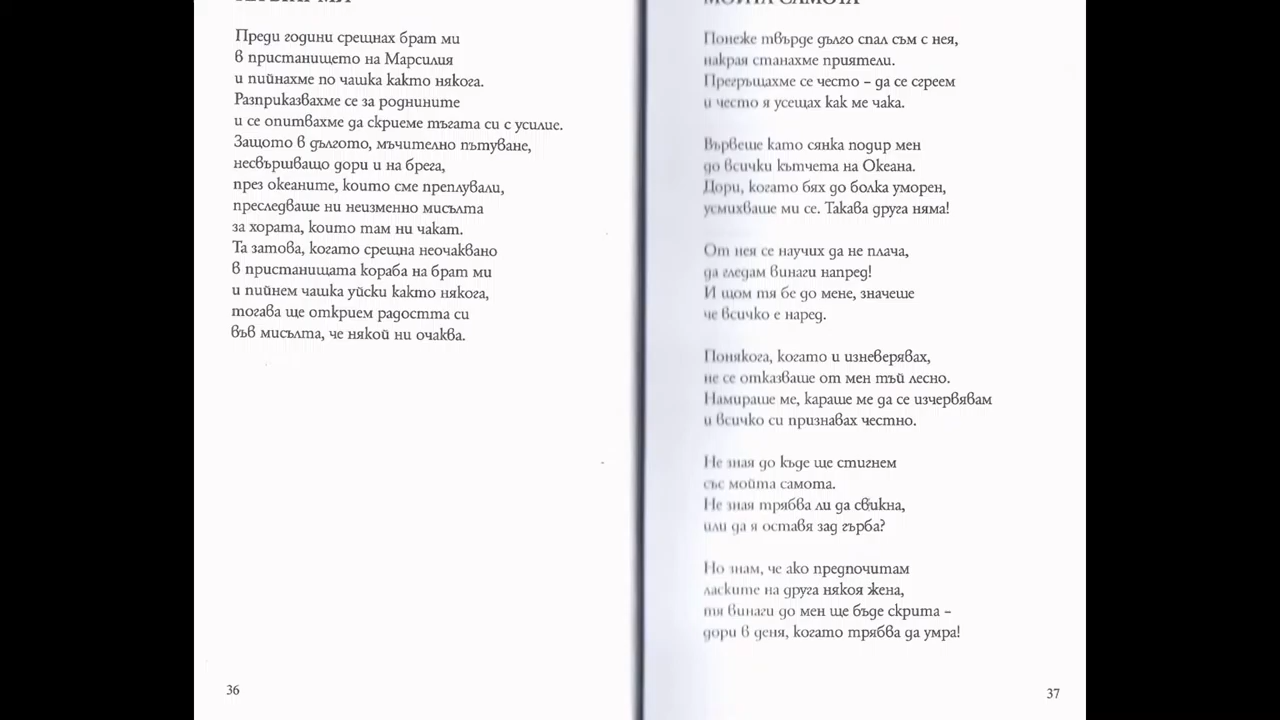 Преди години срещнах брат ми
в пристанището на Марсилия
и пийнахме по чашка както някога.
Разприказвахме се за роднините
и се опитвахме да скриеме тъгата си с усилие.
Защото в дългото, мъчително пътуване,
несвършващо дори и на брега,
през океаните, които сме преплували,
преследваше ни неизменно мисълта
за хората, които там ни чакат.
Та затова, когато срещна неочаквано
в пристанищата кораба на брат ми
и пийнем чашка уйски както някога,
тогава ще открием радостта си
във мисълта, че някой ни очаква.
36
МОЙТА САМОТА
Понеже твърде дълго спал съм с нея,
накрая станахме приятели.
Прегръщахме се често – да се сгреем
и често я усещах как ме чака.
Вървеше като сянка подир мен
до всички кътчета на Океана.
Дори, когато бях до болка уморен,
усмихваше ми се. Такава друга няма!
От нея се научих да не плача,
да гледам винаги напред!
И щом тя бе до мене, значеше
че всичко е наред.
Понякога, когато и изневерявах,
не се отказваше от мен тъй лесно.
Намираше ме, караше ме да се изчервявам
и всичко си признавах честно.
Не зная до къде ще стигнем
със мойта самота.
Не зная трябва ли да свикна,
или да я оставя зад гърба?
Но знам, че ако предпочитам
ласките на друга някоя жена,
тя винаги до мен ще бъде скрита –
дори в деня, когато трябва да умра!
37